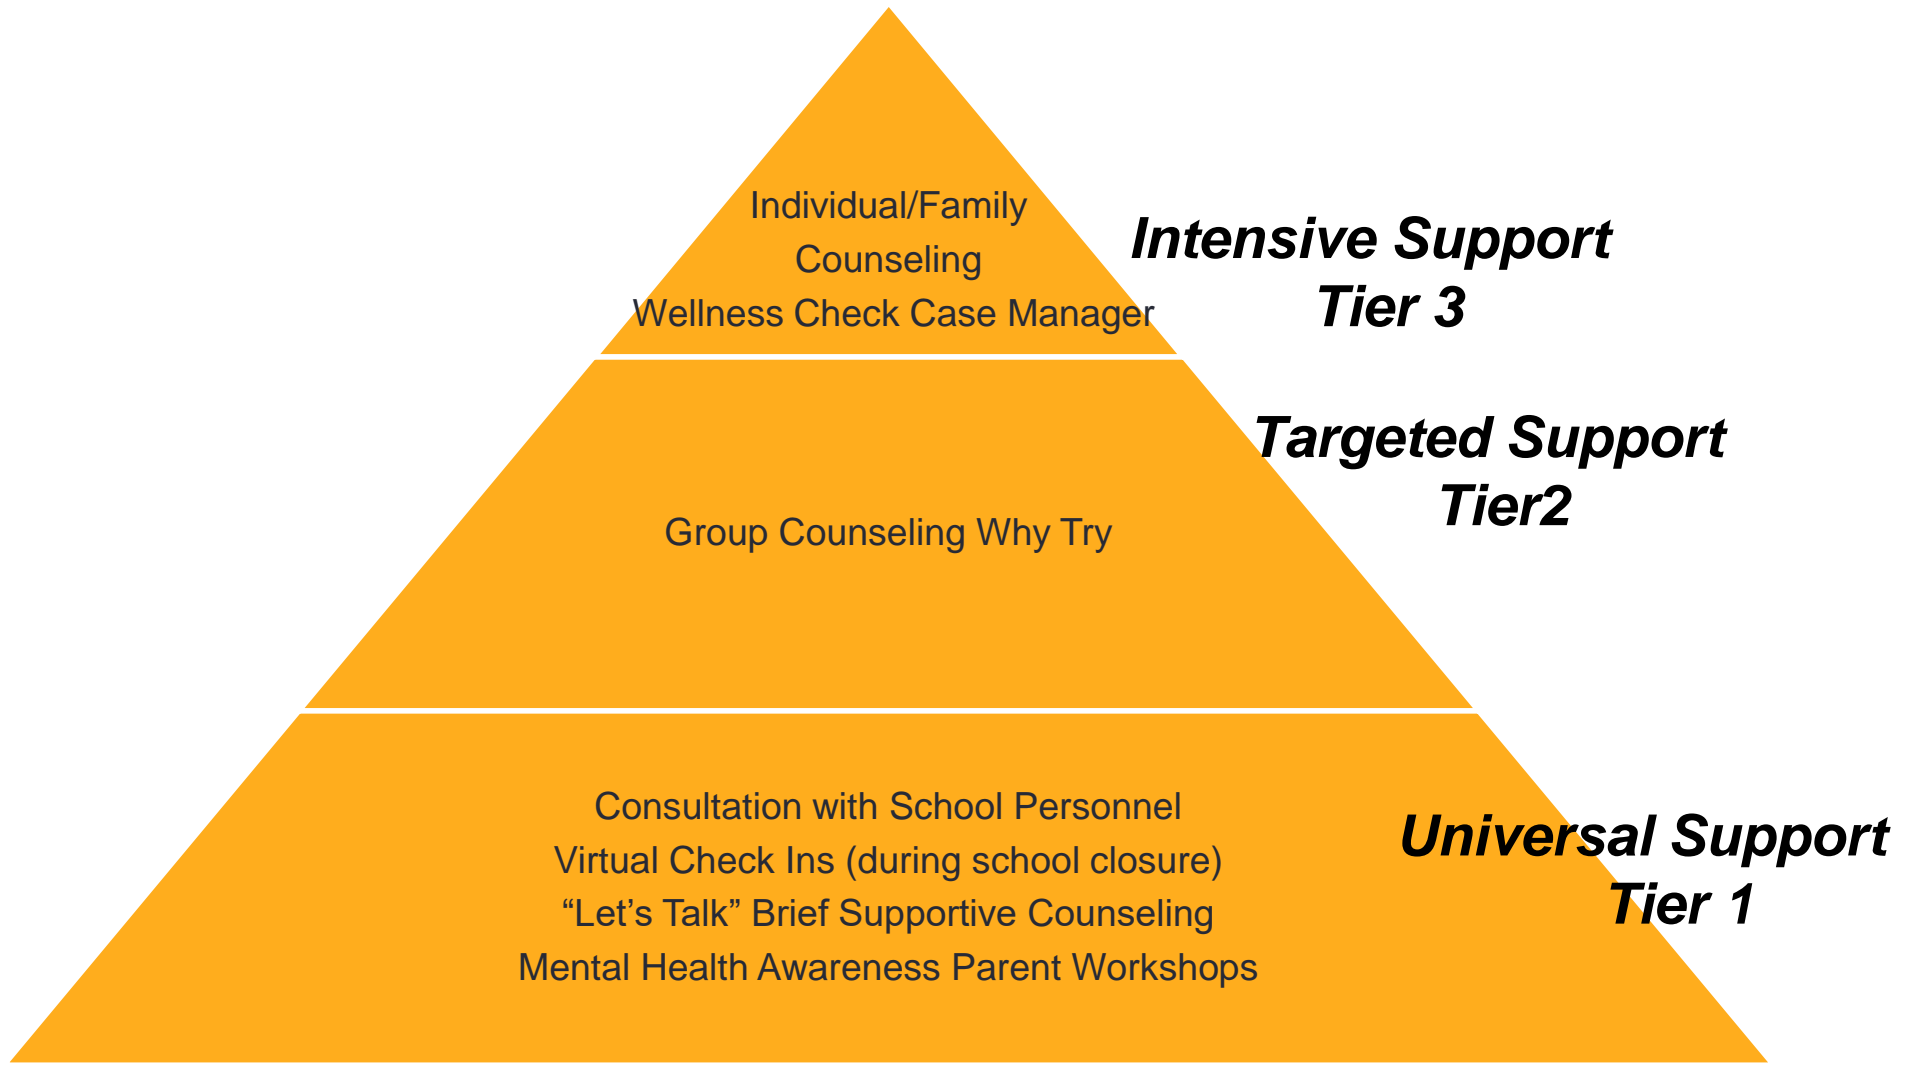 Individual/Family
Counseling
Wellness Check Case Manager
Intensive Support
Tier 3
Group Counseling Why Try
Targeted Support
Tier2
Consultation with School Personnel
Virtual Check Ins (during school closure)
“Let’s Talk” Brief Supportive Counseling
Mental Health Awareness Parent Workshops
Universal Support
Tier 1